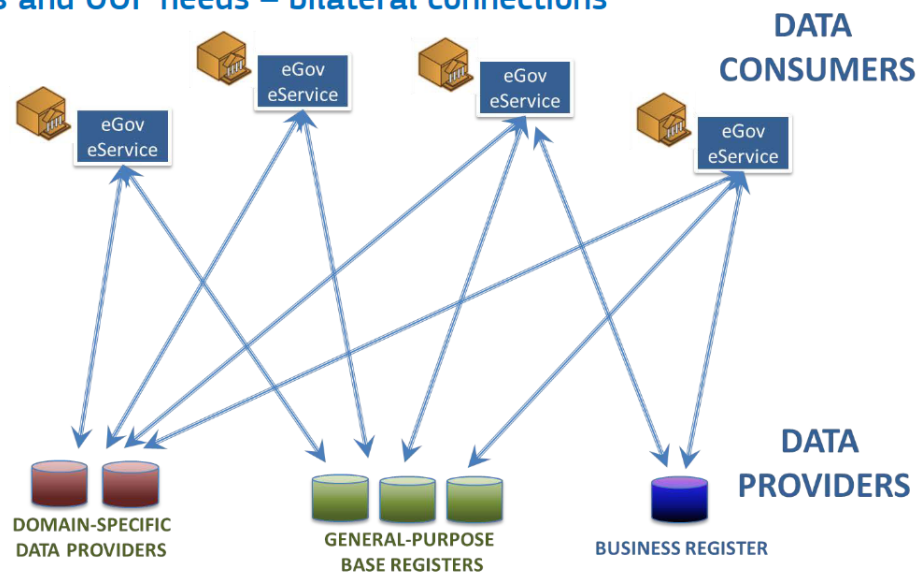 s and OOP needs – bilateral connections
DATA
CONSUMERS
eGov
eService
eGov
eService
eGov
eService
eGov
eService
DATA
PROVIDERS
DOMAIN-SPECIFIC
DATA PROVIDERS
GENERAL-PURPOSE
BASE REGISTERS
BUSINESS REGISTER